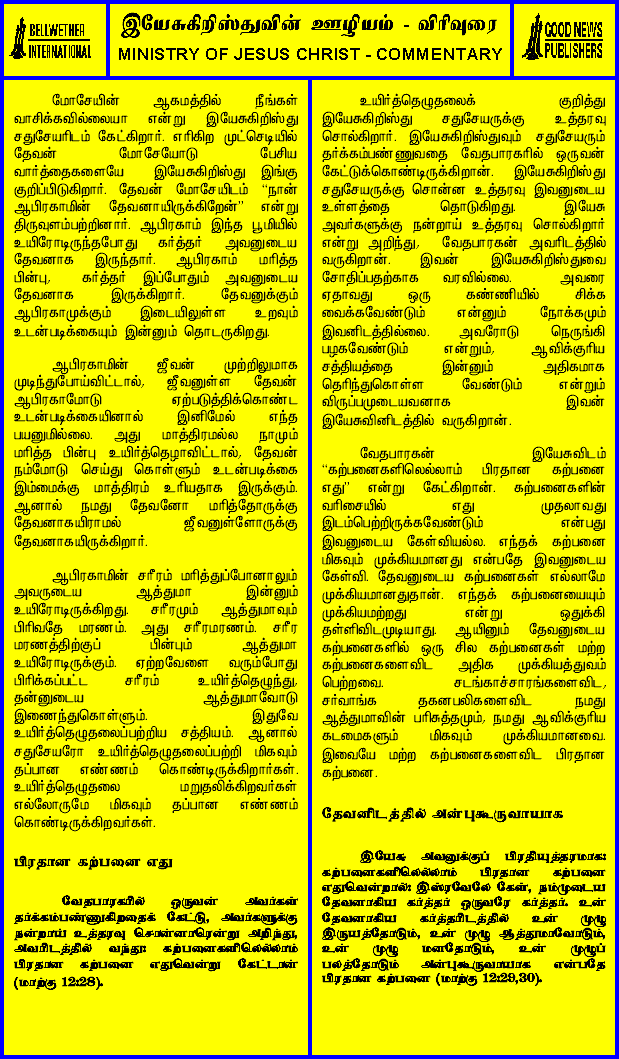 BELLWETHER
INTERNATIONAL
இயேசுகிறிஸ்துவின் ஊழியம் - விரிவுரை
MINISTRY OF JESUS CHRIST - COMMENTARY
GOOD NEWS
PUBLISHERS
மோசேயின் ஆகமத்தில் நீங்கள்
வாசிக்கவில்லையா என்று இயேசுகிறிஸ்து
சதுசேயரிடம் கேட்கிறார். எரிகிற முட்செடியில்
தேவன் மோசேயோடு பேசிய
வார்த்தைகளையே இயேசுகிறிஸ்து இங்கு
குறிப்பிடுகிறார். தேவன் மோசேயிடம் “நான்
ஆபிரகாமின் தேவனாயிருக்கிறேன்” என்று
திருவுளம்பற்றினார். ஆபிரகாம் இந்த பூமியில்
உயிரோடிருந்தபோது கர்த்தர் அவனுடைய
தேவனாக இருந்தார். ஆபிரகாம் மரித்த
பின்பு, கர்த்தர் இப்போதும் அவனுடைய
தேவனாக இருக்கிறார். தேவனுக்கும்
ஆபிரகாமுக்கும் இடையிலுள்ள உறவும்
உடன்படிக்கையும் இன்னும் தொடருகிறது.
ஆபிரகாமின் ஜீவன் முற்றிலுமாக
முடிந்துபோய்விட்டால், ஜீவனுள்ள தேவன்
ஆபிரகாமோடு ஏற்படுத்திக்கொண்ட
உடன்படிக்கையினால் இனிமேல் எந்த
பயனுமில்லை. அது மாத்திரமல்ல நாமும்
மரித்த பின்பு உயிர்த்தெழாவிட்டால், தேவன்
நம்மோடு செய்து கொள்ளும் உடன்படிக்கை
இம்மைக்கு மாத்திரம் உரியதாக இருக்கும்.
ஆனால் நமது தேவனோ மரித்தோருக்கு
தேவனாகயிராமல் ஜீவனுள்ளோருக்கு
தேவனாகயிருக்கிறார்.
ஆபிரகாமின் சரீரம் மரித்துப்போனாலும்
அவருடைய ஆத்துமா இன்னும்
உயிரோடிருக்கிறது. சரீரமும் ஆத்துமாவும்
பிரிவதே மரணம். அது சரீரமரணம். சரீர
மரணத்திற்குப் பின்பும் ஆத்துமா
உயிரோடிருக்கும். ஏற்றவேளை வரும்போது
பிரிக்கப்பட்ட சரீரம் உயிர்த்தெழுந்து,
தன்னுடைய ஆத்துமாவோடு
இணைந்துகொள்ளும். இதுவே
உயிர்த்தெழுதலைப்பற்றிய சத்தியம். ஆனால்
சதுசேயரோ உயிர்த்தெழுதலைப்பற்றி மிகவும்
தப்பான எண்ணம் கொண்டிருக்கிறார்கள்.
உயிர்த்தெழுதலை மறுதலிக்கிறவர்கள்
எல்லோருமே மிகவும் தப்பான எண்ணம்
கொண்டிருக்கிறவர்கள்.
பிரதான கற்பனை எது
வேதபாரகரில் ஒருவன் அவர்கள்
தர்க்கம்பண்ணுகிறதைக் கேட்டு, அவர்களுக்கு
நன்றாய் உத்தரவு சொன்னாரென்று அறிந்து,
அவரிடத்தில் வந்து: கற்பனைகளிலெல்லாம்
பிரதான கற்பனை எதுவென்று கேட்டான்
(மாற்கு 12:28).
உயிர்த்தெழுதலைக் குறித்து
இயேசுகிறிஸ்து சதுசேயருக்கு உத்தரவு
சொல்கிறார். இயேசுகிறிஸ்துவும் சதுசேயரும்
தர்க்கம்பண்ணுவதை வேதபாரகரில் ஒருவன்
கேட்டுக்கொண்டிருக்கிறான். இயேசுகிறிஸ்து
சதுசேயருக்கு சொன்ன உத்தரவு இவனுடைய
உள்ளத்தை தொடுகிறது. இயேசு
அவர்களுக்கு நன்றாய் உத்தரவு சொல்கிறார்
என்று அறிந்து, வேதபாரகன் அவரிடத்தில்
வருகிறான். இவன் இயேசுகிறிஸ்துவை
சோதிப்பதற்காக வரவில்லை. அவரை
ஏதாவது ஒரு கண்ணியில் சிக்க
வைக்கவேண்டும் என்னும் நோக்கமும்
இவனிடத்தில்லை. அவரோடு நெருங்கி
பழகவேண்டும் என்றும், ஆவிக்குரிய
சத்தியத்தை இன்னும் அதிகமாக
தெரிந்துகொள்ள வேண்டும் என்றும்
விருப்பமுடையவனாக இவன்
இயேசுவினிடத்தில் வருகிறான்.
வேதபாரகன் இயேசுவிடம்
“கற்பனைகளிலெல்லாம் பிரதான கற்பனை
எது” என்று கேட்கிறான். கற்பனைகளின்
வரிசையில் எது முதலாவது
இடம்பெற்றிருக்கவேண்டும் என்பது
இவனுடைய கேள்வியல்ல. எந்தக் கற்பனை
மிகவும் முக்கியமானது என்பதே இவனுடைய
கேள்வி. தேவனுடைய கற்பனைகள் எல்லாமே
முக்கியமானதுதான். எந்தக் கற்பனையையும்
முக்கியமற்றது என்று ஒதுக்கி
தள்ளிவிடமுடியாது. ஆயினும் தேவனுடைய
கற்பனைகளில் ஒரு சில கற்பனைகள் மற்ற
கற்பனைகளைவிட அதிக முக்கியத்துவம்
பெற்றவை. சடங்காச்சாரங்களைவிட,
சர்வாங்க தகனபலிகளைவிட நமது
ஆத்துமாவின் பரிசுத்தமும், நமது ஆவிக்குரிய
கடமைகளும் மிகவும் முக்கியமானவை.
இவையே மற்ற கற்பனைகளைவிட பிரதான
கற்பனை.
தேவனிடத்தில் அன்புகூருவாயாக
இயேசு அவனுக்குப் பிரதியுத்தரமாக:
கற்பனைகளிலெல்லாம் பிரதான கற்பனை
எதுவென்றால்: இஸ்ரவேலே கேள், நம்முடைய
தேவனாகிய கர்த்தர் ஒருவரே கர்த்தர். உன்
தேவனாகிய கர்த்தரிடத்தில் உன் முழு
இருதயத்தோடும், உன் முழு ஆத்துமாவோடும்,
உன் முழு மனதோடும், உன் முழுப்
பலத்தோடும் அன்புகூருவாயாக என்பதே
பிரதான கற்பனை (மாற்கு 12:29,30).